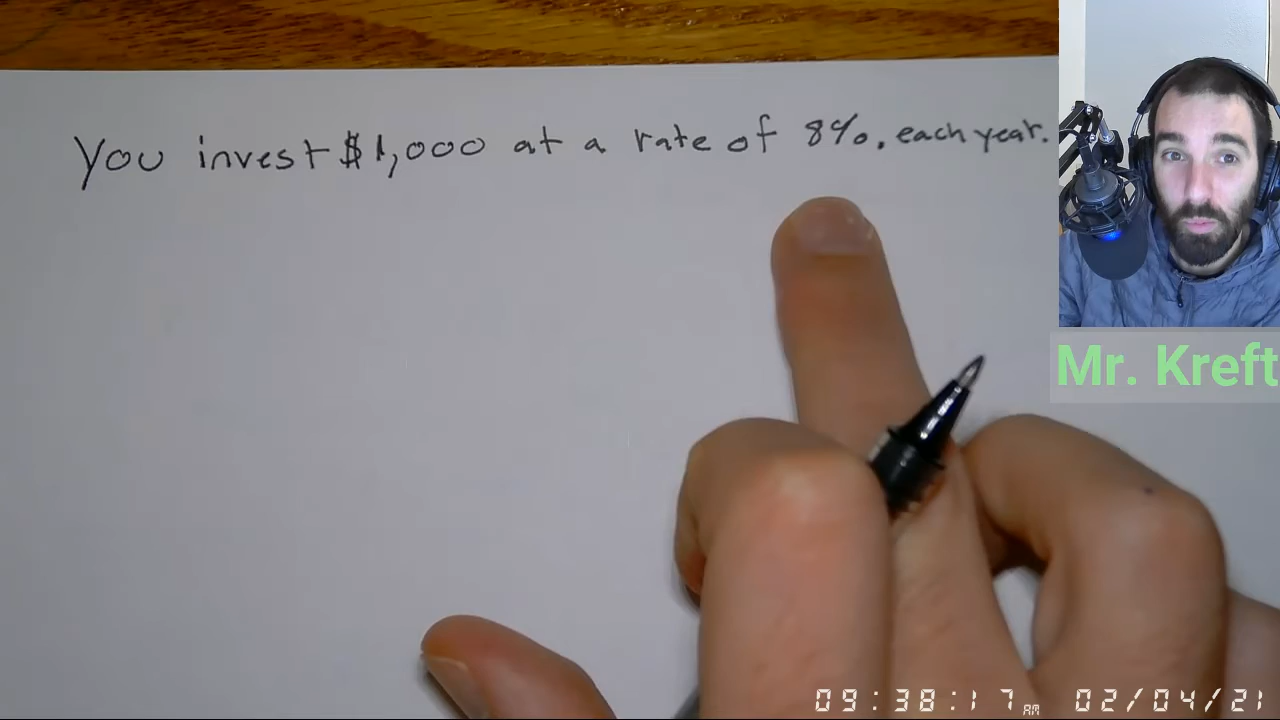 You invest $1,000 at a rate of 8%. each year.
Mr. Kreft
09:38:17 AM 02/04/21